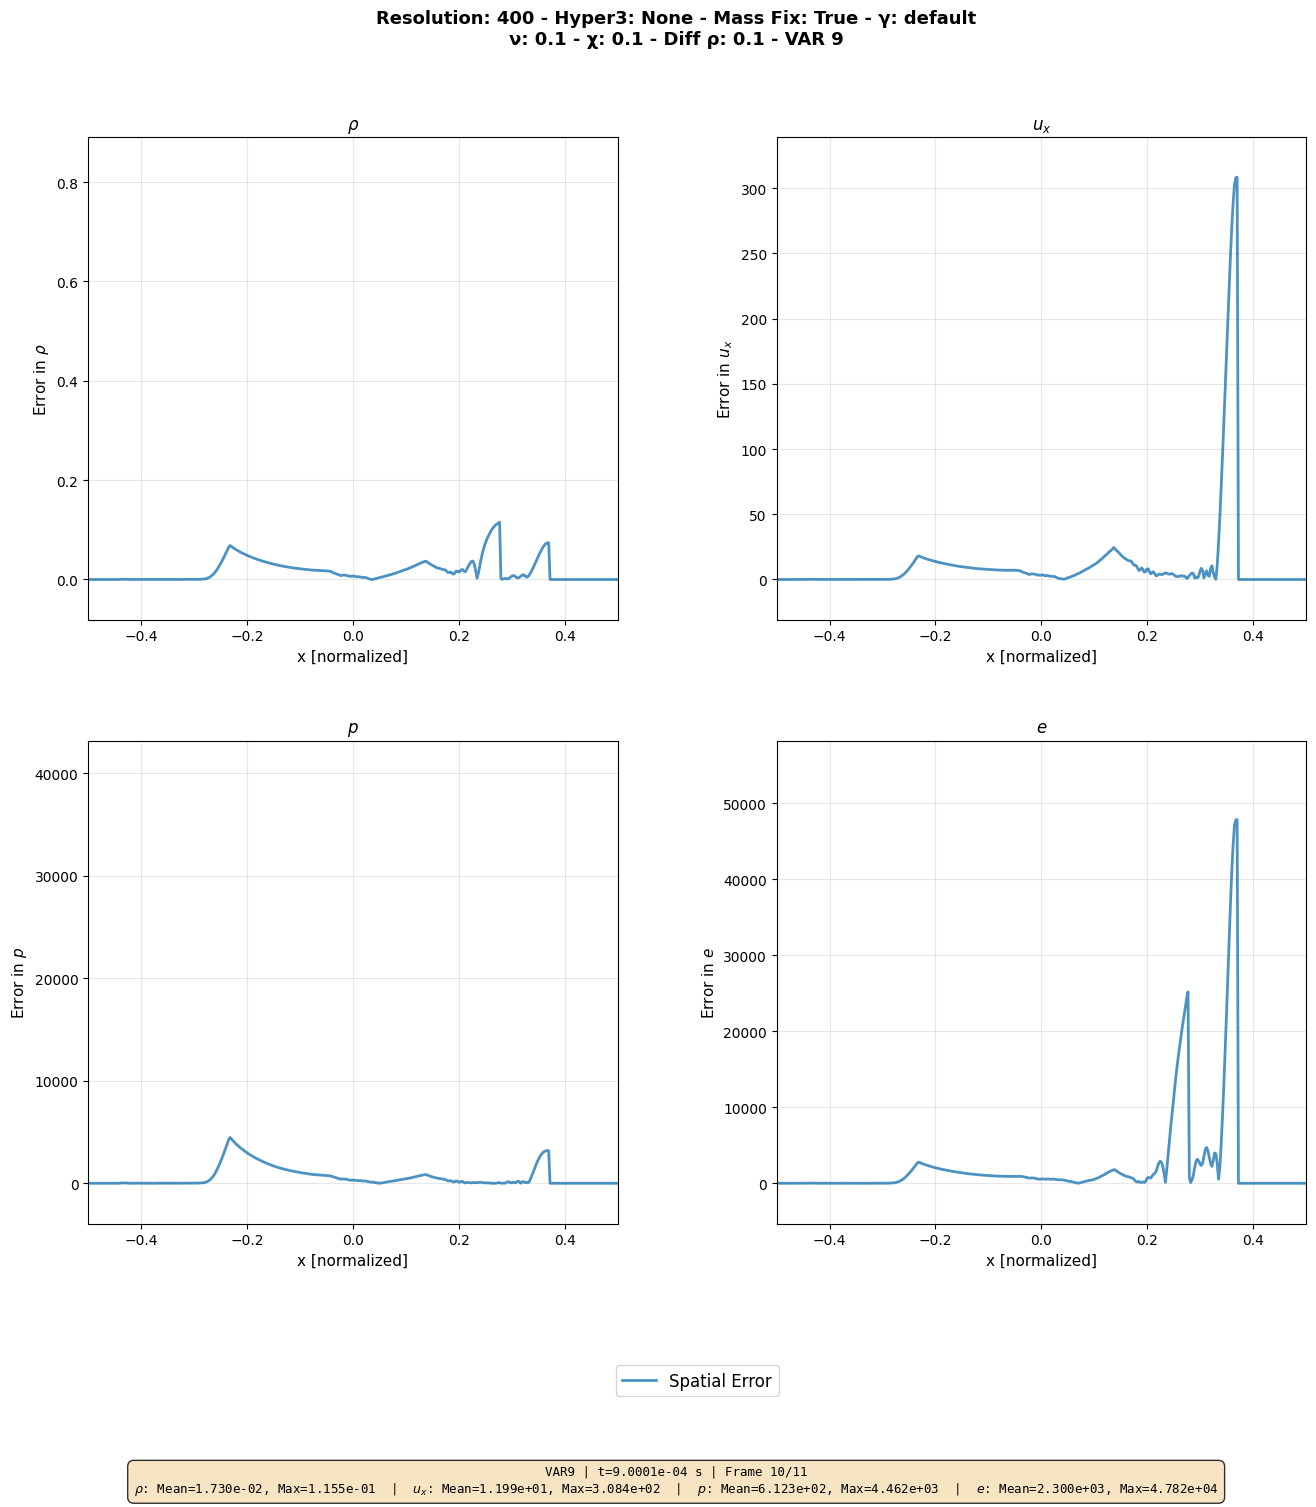 Resolution: 400 - Hyper3: None - Mass Fix: True - γ: default
ν: 0.1 - χ: 0.1 - Diff ρ: 0.1 - VAR 9
ρ
0.8
0.6
0.4
0.2
0.0
Error in ρ
−0.4 −0.2 0.0 0.2 0.4
x [normalized]
u_x
300
250
200
150
100
50
0
Error in u_x
−0.4 −0.2 0.0 0.2 0.4
x [normalized]
p
40000
30000
20000
10000
0
Error in p
−0.4 −0.2 0.0 0.2 0.4
x [normalized]
e
50000
40000
30000
20000
10000
0
Error in e
−0.4 −0.2 0.0 0.2 0.4
x [normalized]
Spatial Error
VAR9 | t=9.0001e-04 s | Frame 10/11
ρ: Mean=1.730e-02, Max=1.155e-01 | u_x: Mean=1.199e+01, Max=3.084e+02 | p: Mean=6.123e+02, Max=4.462e+03 | e: Mean=2.300e+03, Max=4.782e+04